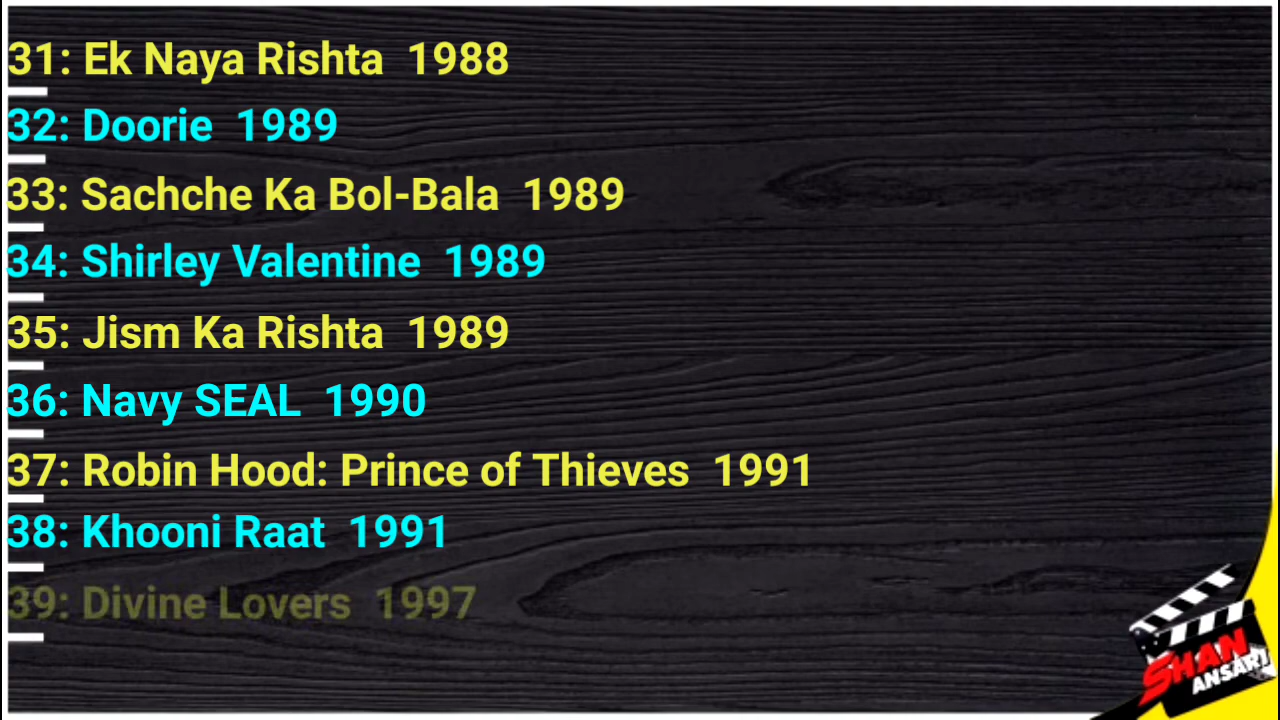 31: Ek Naya Rishta 1988
32: Doorie 1989
33: Sachche Ka Bol-Bala 1989
34: Shirley Valentine 1989
35: Jism Ka Rishta 1989
36: Navy SEAL 1990
37: Robin Hood: Prince of Thieves 1991
38: Khooni Raat 1991
39: Divine Lovers 1997
SHAN
ANSARI